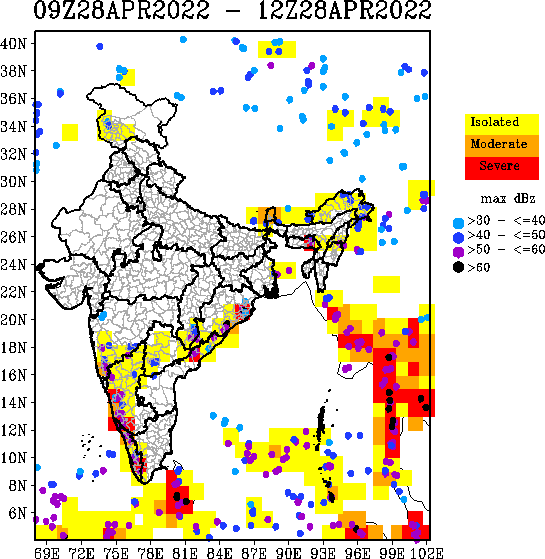 09Z28APR2022 - 12Z28APR2022
40N
38N
36N
34N
32N
30N
28N
26N
24N
22N
20N
18N
16N
14N
12N
10N
8N
6N
69E 72E 75E 78E 81E 84E 87E 90E 93E 96E 99E 102E
Isolated
Moderate
Severe
max dBz
>30 - <=40
>40 - <=50
>50 - <=60
>60